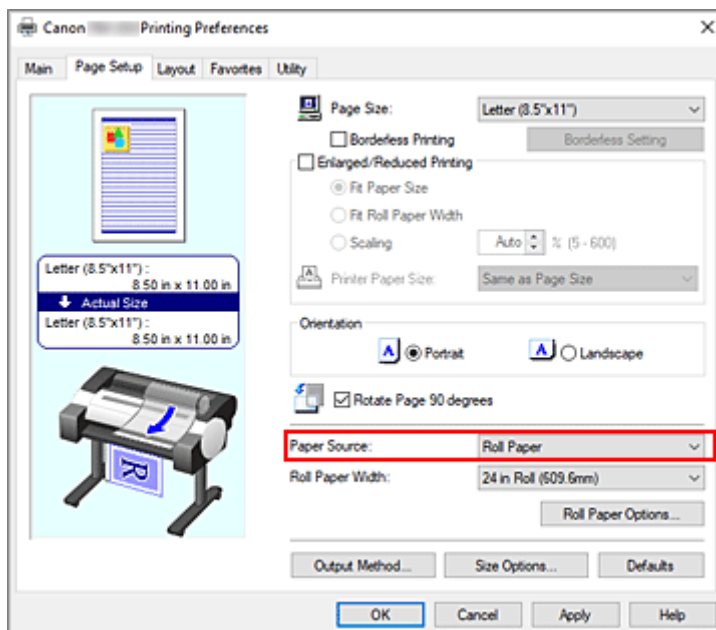 Canon Printing Preferences
Main Page Setup Layout Favorites Utility
Page Size: Letter (8.5"x11")
Borderless Printing Borderless Setting
Enlarged/Reduced Printing
Fit Paper Size
Fit Roll Paper Width
Scaling Auto % (5 - 600)
Printer Paper Size: Same as Page Size
Letter (8.5"x11") :
8.50 in x 11.00 in
Actual Size
Letter (8.5"x11") :
8.50 in x 11.00 in
Orientation
A Portrait A Landscape
Rotate Page 90 degrees
Paper Source: Roll Paper
Roll Paper Width: 24 in Roll (609.6mm)
Roll Paper Options...
R
Output Method... Size Options... Defaults
OK Cancel Apply Help